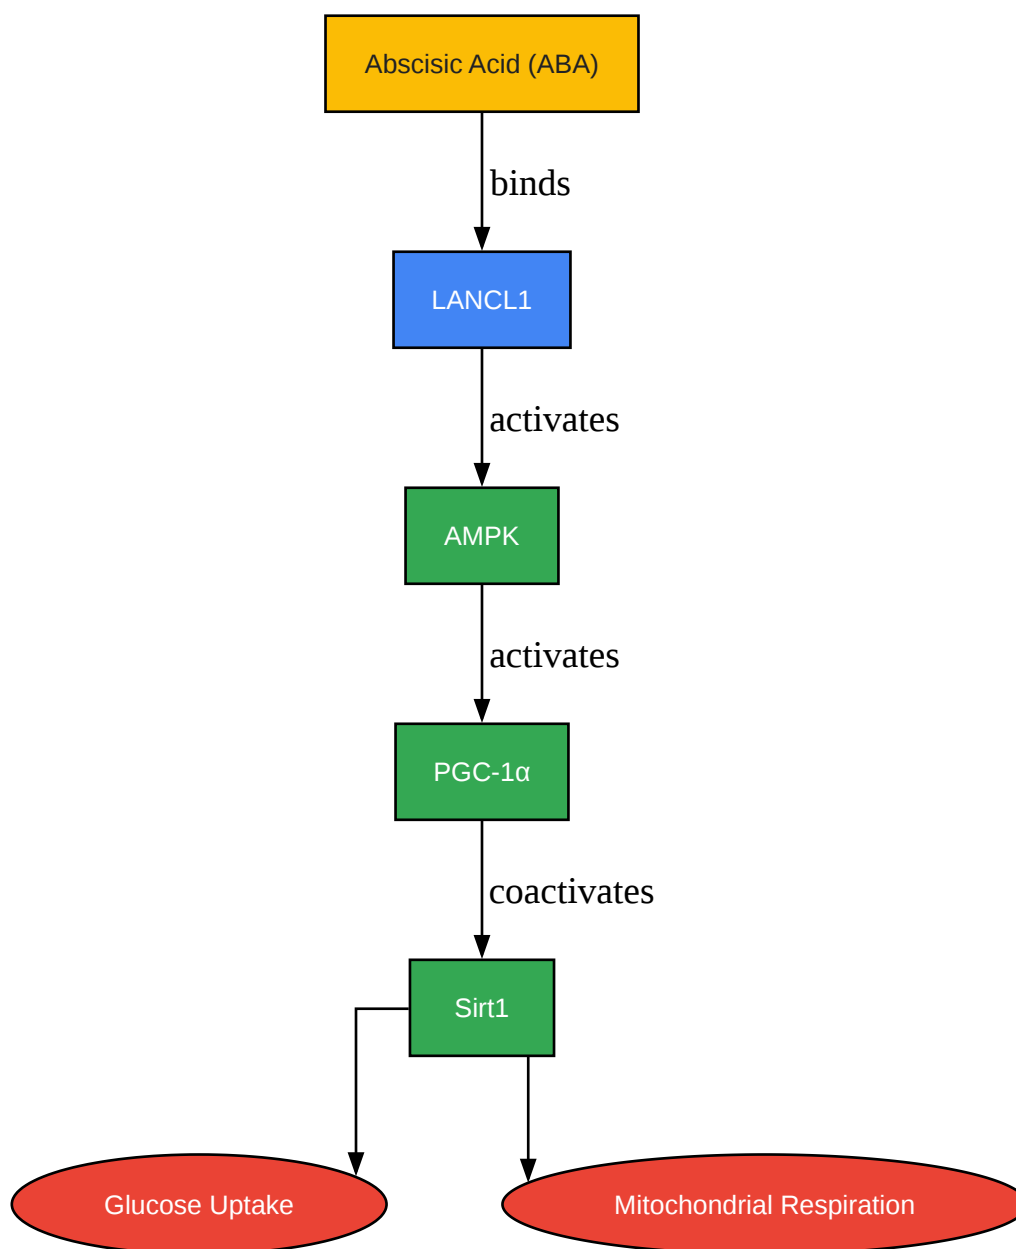 Abscisic Acid (ABA)
binds
LANCL1
activates
AMPK
activates
PGC-1α
coactivates
Sirt1
Glucose Uptake
Mitochondrial Respiration